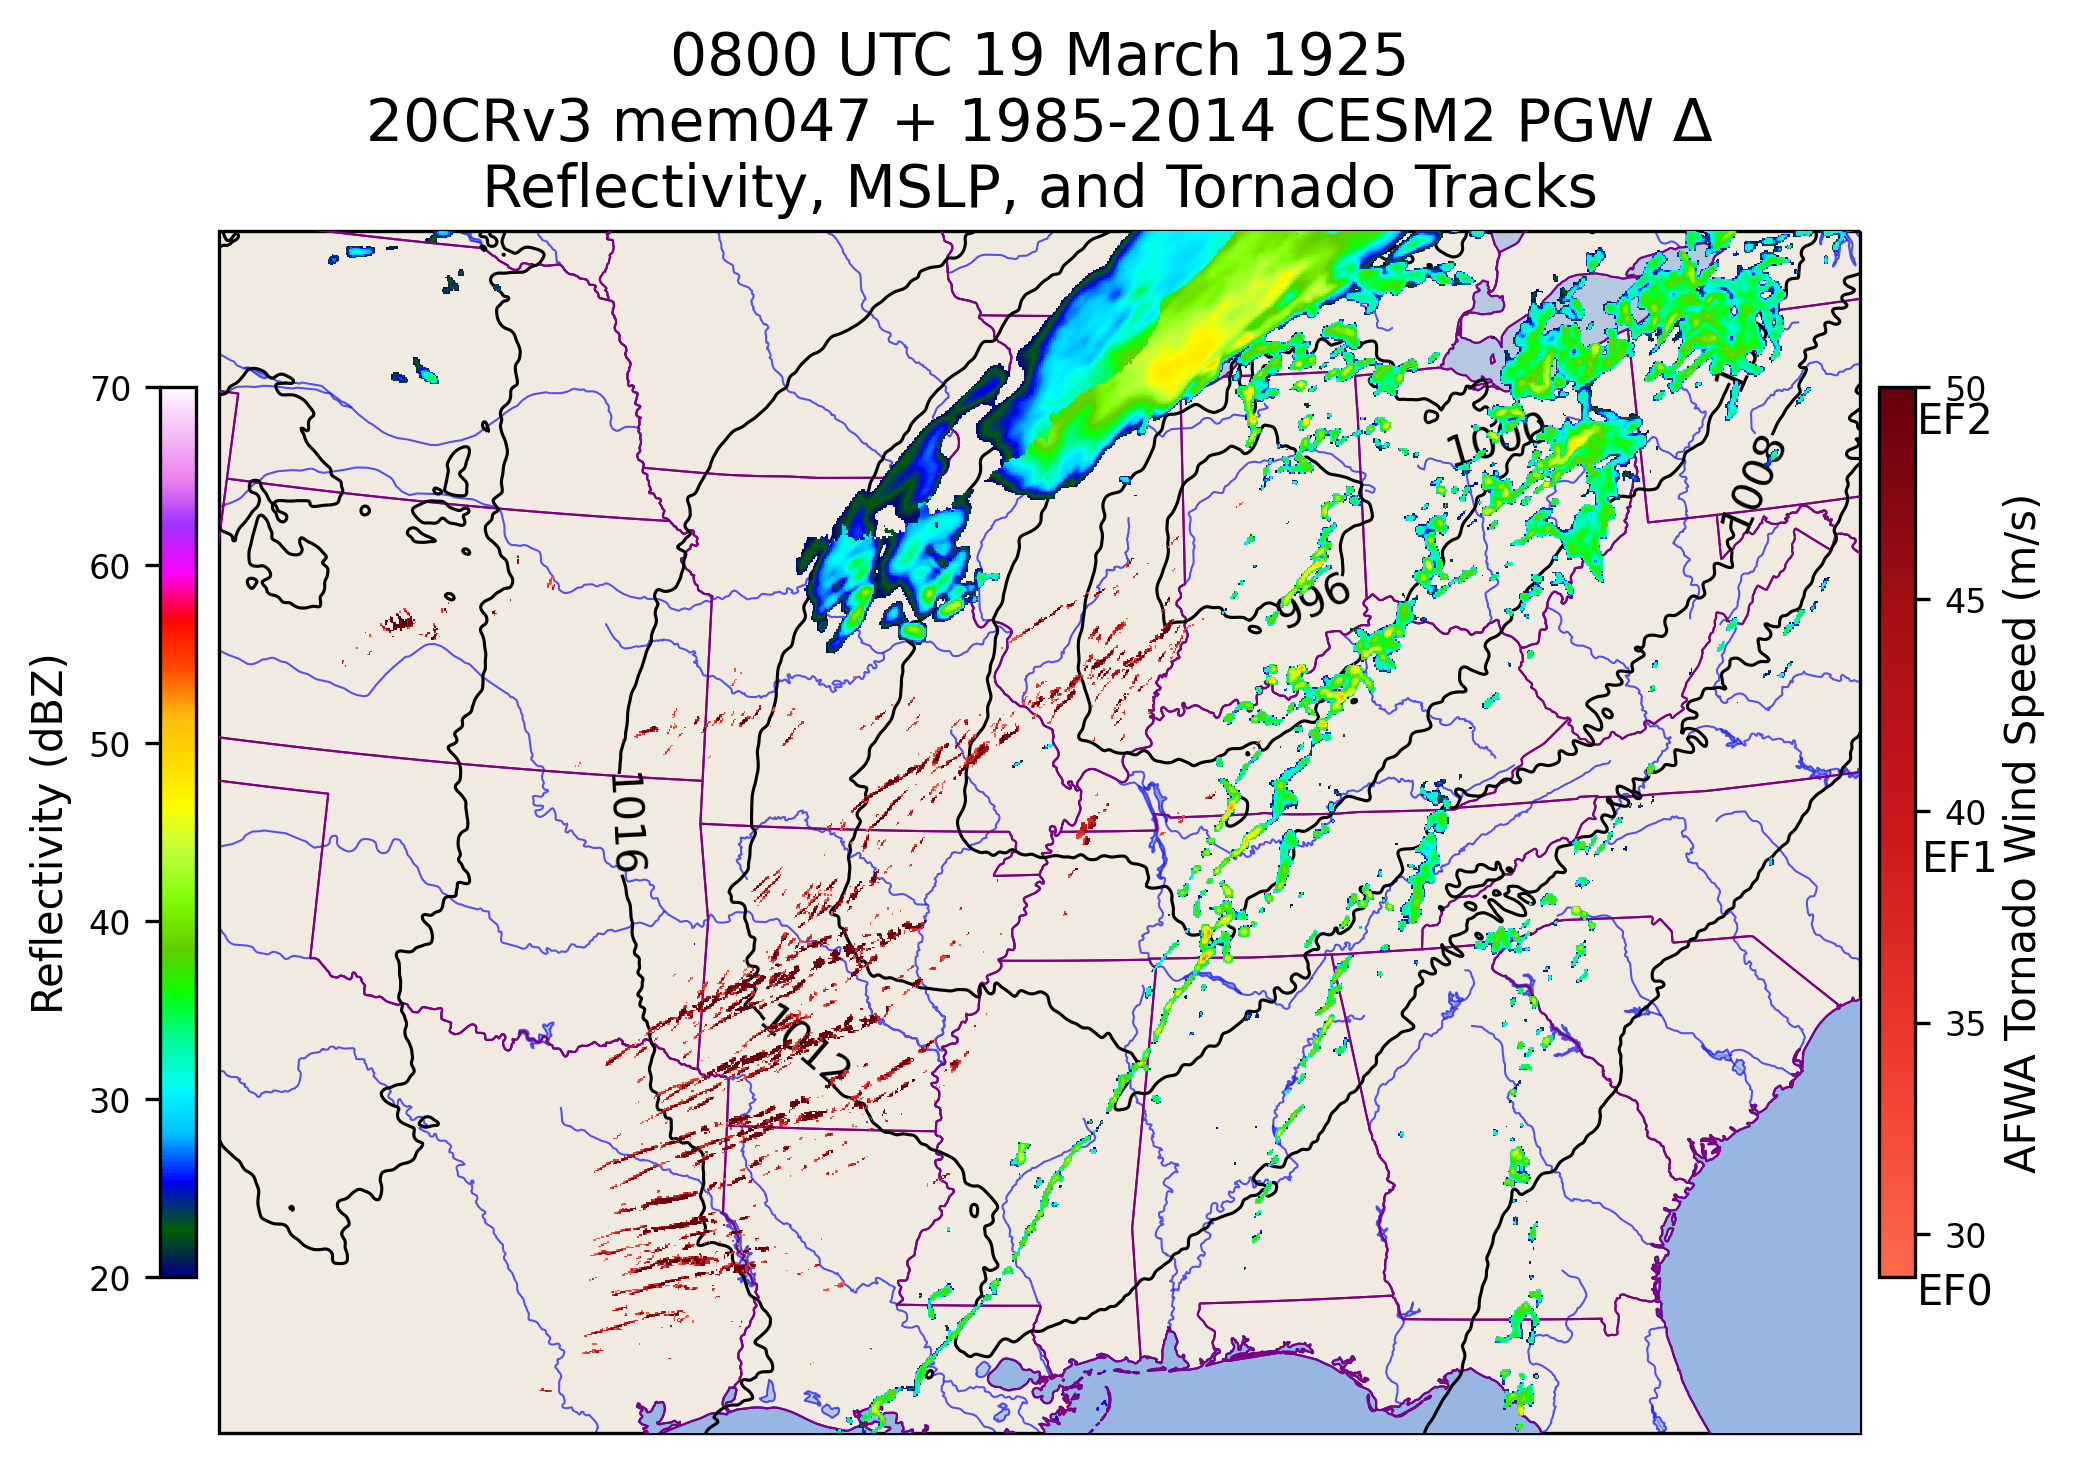 0800 UTC 19 March 1925
20CRv3 mem047 + 1985-2014 CESM2 PGW Δ
Reflectivity, MSLP, and Tornado Tracks
70
60
50
40
30
20
Reflectivity (dBZ)
1000
1008
996
1016
1012
50
EF2
45
40
EF1
35
30
EF0
AFWA Tornado Wind Speed (m/s)